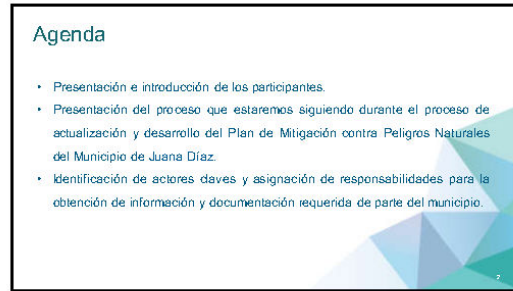 Agenda
• Presentación e introducción de los participantes.
• Presentación del proceso que estaremos siguiendo durante el proceso de
actualización y desarrollo del Plan de Mitigación contra Peligros Naturales
del Municipio de Juana Díaz.
• Identificación de actores claves y asignación de responsabilidades para la
obtención de información y documentación requerida de parte del municipio.
2